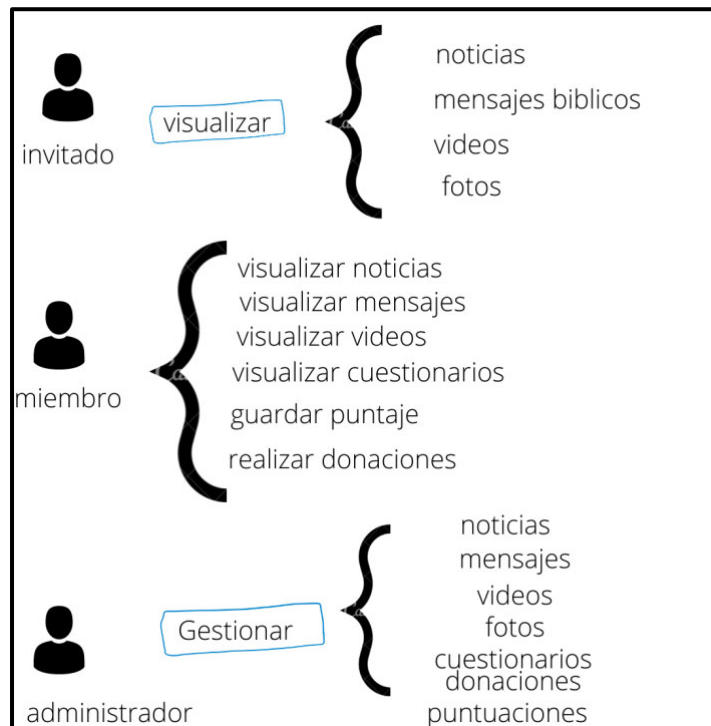 noticias
mensajes biblicos
visualizar
videos
invitado
fotos
visualizar noticias
visualizar mensajes
visualizar videos
visualizar cuestionarios
miembro
guardar puntaje
realizar donaciones
noticias
mensajes
videos
Gestionar
fotos
cuestionarios
donaciones
administrador
puntuaciones